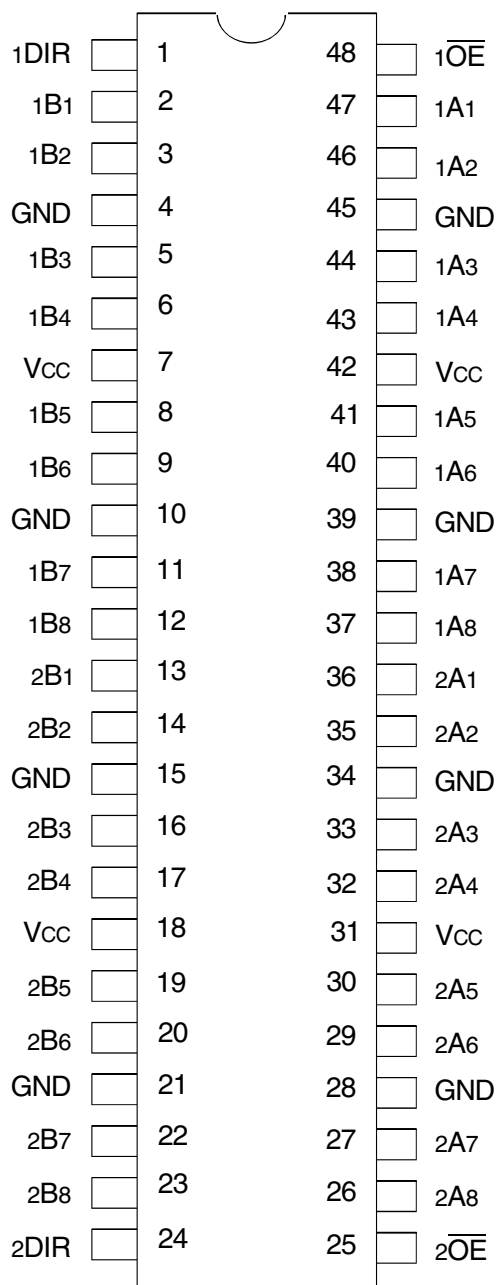 1DIR 1 48 1O̅E̅
1B1 2 47 1A1
1B2 3 46 1A2
GND 4 45 GND
1B3 5 44 1A3
1B4 6 43 1A4
VCC 7 42 VCC
1B5 8 41 1A5
1B6 9 40 1A6
GND 10 39 GND
1B7 11 38 1A7
1B8 12 37 1A8
2B1 13 36 2A1
2B2 14 35 2A2
GND 15 34 GND
2B3 16 33 2A3
2B4 17 32 2A4
VCC 18 31 VCC
2B5 19 30 2A5
2B6 20 29 2A6
GND 21 28 GND
2B7 22 27 2A7
2B8 23 26 2A8
2DIR 24 25 2O̅E̅